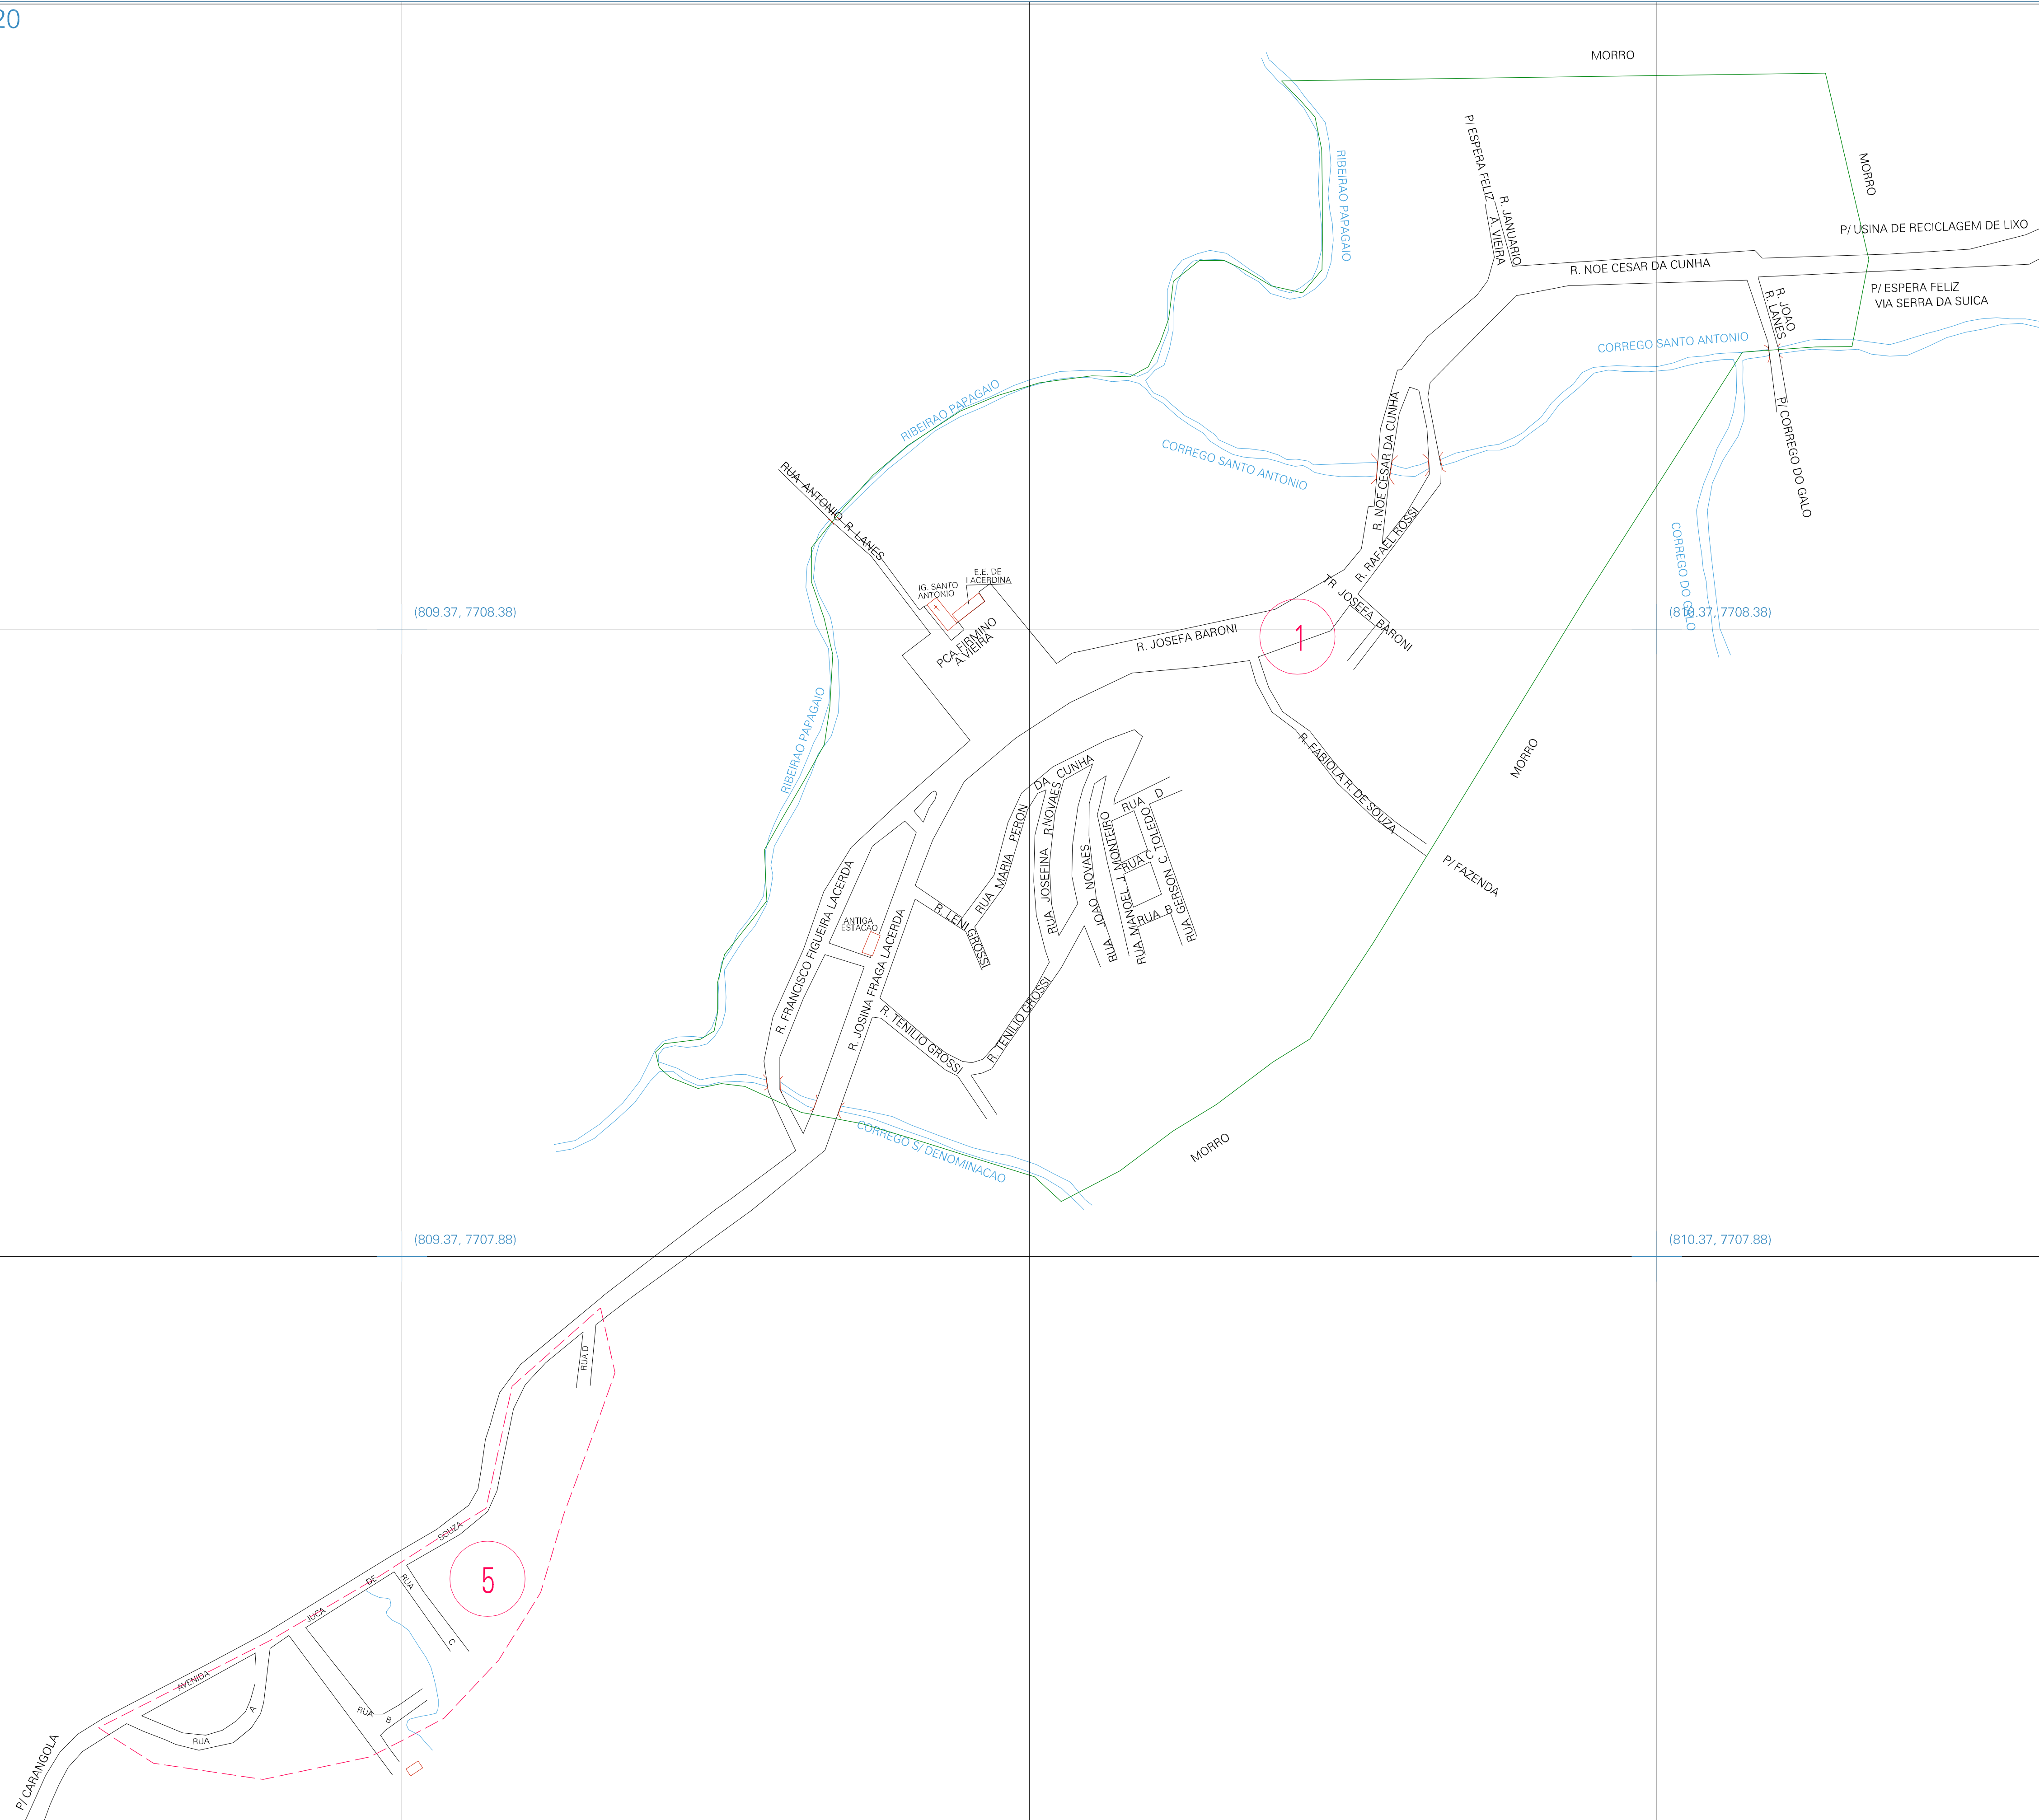 20
MORRO
P/ ESPERA FELIZ
R. JANUARIO
A. VIEIRA
RIBEIRAO PAPAGAIO
MORRO
P/ USINA DE RECICLAGEM DE LIXO
R. NOE CESAR DA CUNHA
P/ ESPERA FELIZ
VIA SERRA DA SUICA
R. JOAO
R. LANES
CORREGO SANTO ANTONIO
P/ CORREGO DO GALO
RIBEIRAO PAPAGAIO
CORREGO SANTO ANTONIO
R. NOE CESAR DA CUNHA
RUA ANTONIO R. LANES
R. RAFAEL ROSSI
CORREGO DO GALO
IG. SANTO
ANTONIO
E.E. DE
LACERDINA
TR JOSEFA BARONI
(809.37, 7708.38)
(810.37, 7708.38)
PCA FIRMINO
A.VIEIRA
R. JOSEFA BARONI
1
RIBEIRAO PAPAGAIO
MORRO
R. FABIOLA R. DE SOUZA
P/ FAZENDA
RUA MARIA PERON DA CUNHA
RUA JOSEFINA R NOVAES
RUA JOAO NOVAES
RUA MANOEL J. MONTEIRO
RUA D
RUA C
RUA B
RUA GERSON C TOLEDO
R. FRANCISCO FIGUEIRA LACERDA
ANTIGA
ESTACAO
R. JOSINA FRAGA LACERDA
R. LENI GROSSI
ISSI
R. TENILIO GROSSI
R. TENILIO GROSSI
CORREGO S/ DENOMINACAO
MORRO
(809.37, 7707.88)
(810.37, 7707.88)
RUA D
AVENIDA JUCA DE SOUZA
5
RUA C
RUA B
RUA A
P/ CARANGOLA